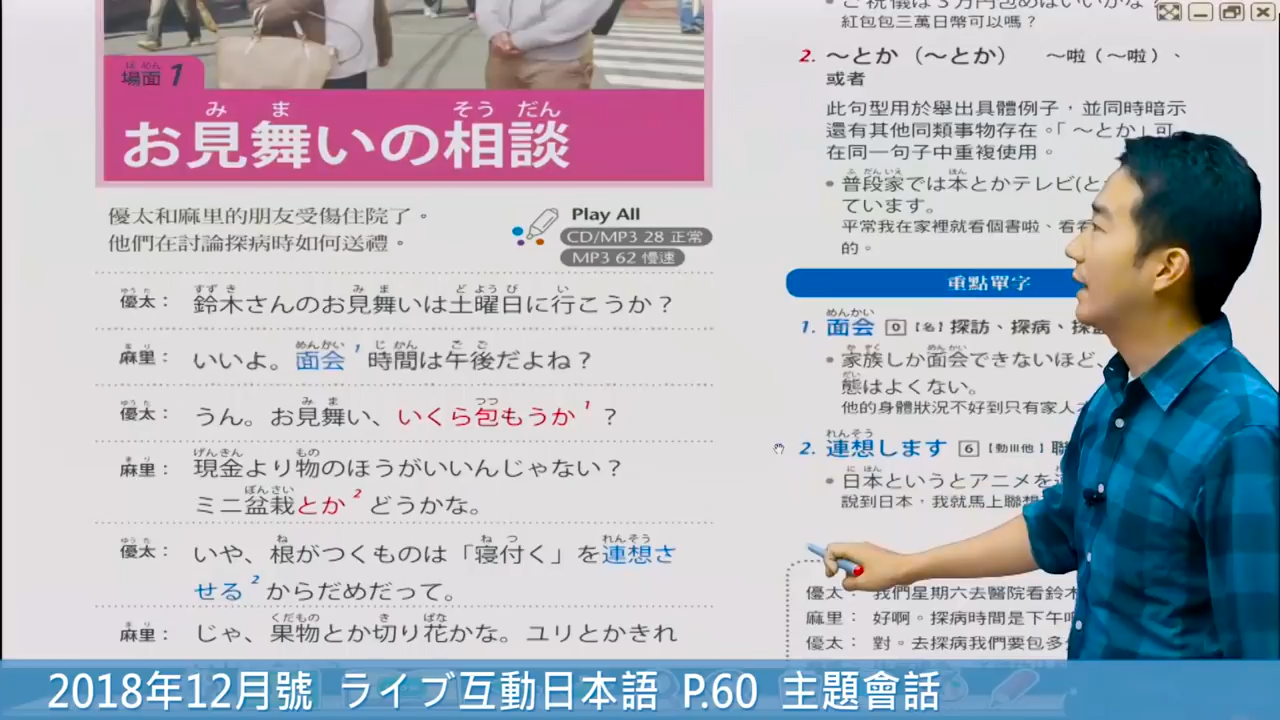 場面 1
お見舞いの相談
優太和麻里的朋友受傷住院了。
他們在討論探病時如何送禮。
Play All
CD/MP3 28 正常
MP3 62 慢速
優太： 鈴木さんのお見舞いは土曜日に行こうか？
麻里： いいよ。面会1時間は午後だよね？
優太： うん。お見舞い、いくら包もうか1？
麻里： 現金より物のほうがいいんじゃない？
ミニ盆栽とか2どうかな。
優太： いや、根がつくものは「寝付く」を連想さ
せる2からだめだって。
麻里： じゃ、果物とか切り花かな。ユリとかきれ
ご祝儀は3万円包めばいいかな
紅包包三萬日幣可以嗎？
2. ～とか（～とか） ～啦（～啦）、
或者
此句型用於舉出具體例子，並同時暗示
還有其他同類事物存在。「～とか」可
在同一句子中重複使用。
• 普段家では本とかテレビ(と
ています。
平常我在家裡就看個書啦、看
的。
重點單字
1. 面会 0【名】探訪、探病、探
• 家族しか面会できないほど、
態はよくない。
他的身體狀況不好到只有家人
2. 連想します 6【動III他】聯
• 日本というとアニメを
說到日本，我就馬上聯想
優太： 我們星期六去醫院看鈴木
麻里： 好啊。探病時間是下午
優太： 對。去探病我們要包多
2018年12月號 ライブ互動日本語 P.60 主題會話